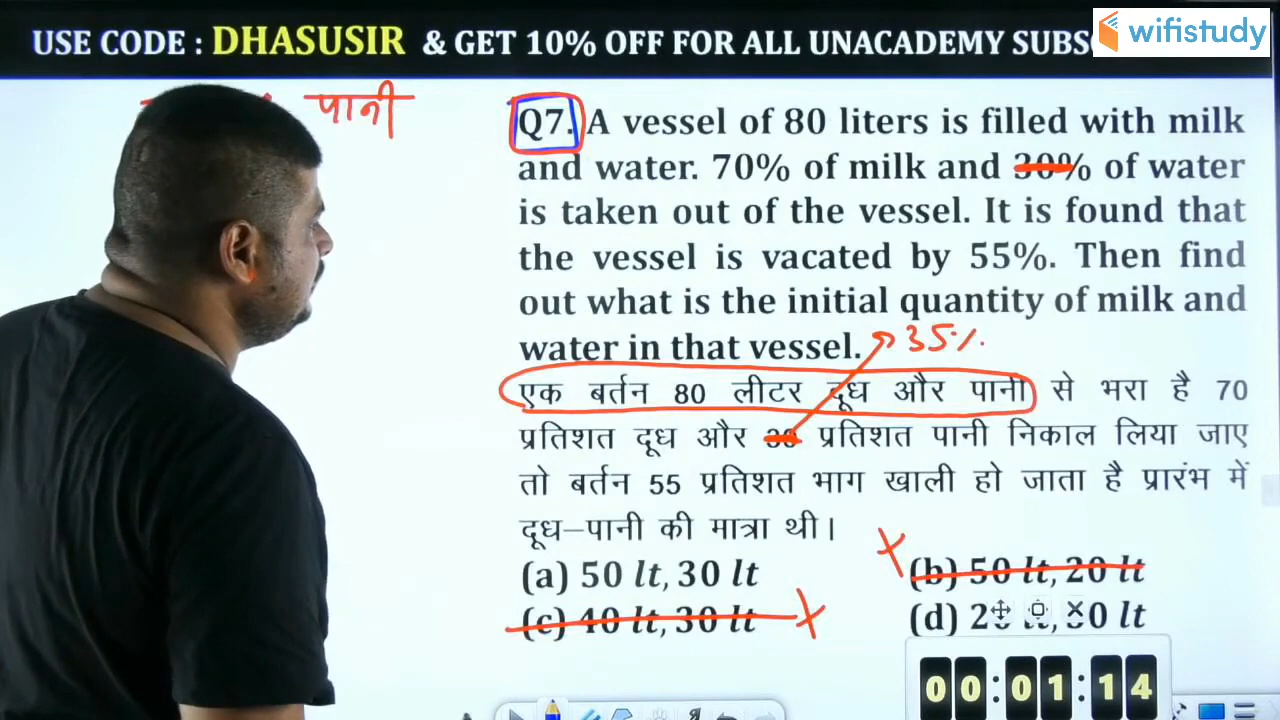 USE CODE : DHASUSIR & GET 10% OFF FOR ALL UNACADEMY
wifistudy
पानी
Q7. A vessel of 80 liters is filled with milk
and water. 70% of milk and 30% of water
is taken out of the vessel. It is found that
the vessel is vacated by 55%. Then find
out what is the initial quantity of milk and
water in that vessel.
35%
एक बर्तन 80 लीटर दूध और पानी से भरा है 70
प्रतिशत दूध और 30 प्रतिशत पानी निकाल लिया जाए
तो बर्तन 55 प्रतिशत भाग खाली हो जाता है प्रारंभ में
दूध–पानी की मात्रा थी।
(a) 50 lt, 30 lt
(b) 50 lt, 20 lt
(c) 40 lt, 30 lt
(d) lt
00:01:14